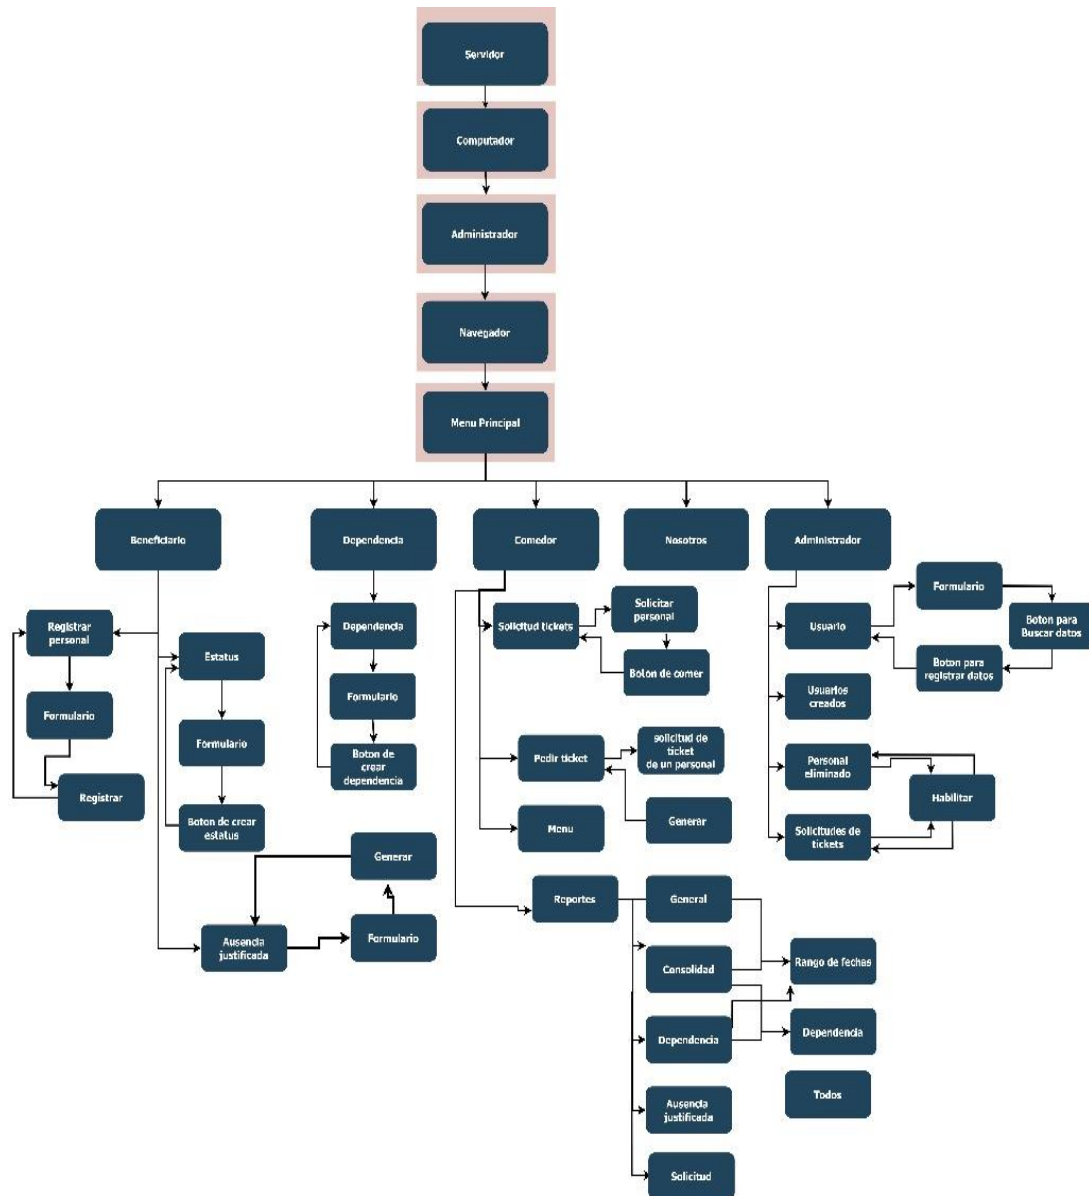 Servidor
Computador
Administrador
Navegador
Menu Principal
Beneficiario
Dependencia
Comedor
Nosotros
Administrador
Registrar
personal
Formulario
Registrar
Estatus
Formulario
Boton de crear
estatus
Ausencia
justificada
Formulario
Generar
Dependencia
Formulario
Boton de
crear
dependencia
Solicitud tickets
Solicitar
personal
Boton de comer
Pedir ticket
solicitud de
ticket
de un personal
Generar
Menu
Reportes
General
Consolidad
Dependencia
Ausencia
justificada
Solicitud
Rango de fechas
Dependencia
Todos
Usuario
Formulario
Boton para
Buscar datos
Boton para
registrar datos
Usuarios
creados
Personal
eliminado
Habilitar
Solicitudes de
tickets